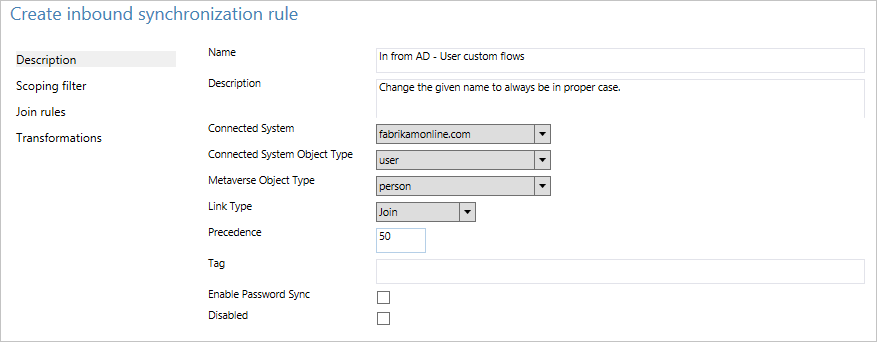 Create inbound synchronization rule
Description
Scoping filter
Join rules
Transformations
Name
In from AD - User custom flows
Description
Change the given name to always be in proper case.
Connected System
fabrikamonline.com
Connected System Object Type
user
Metaverse Object Type
person
Link Type
Join
Precedence
50
Tag
Enable Password Sync
Disabled